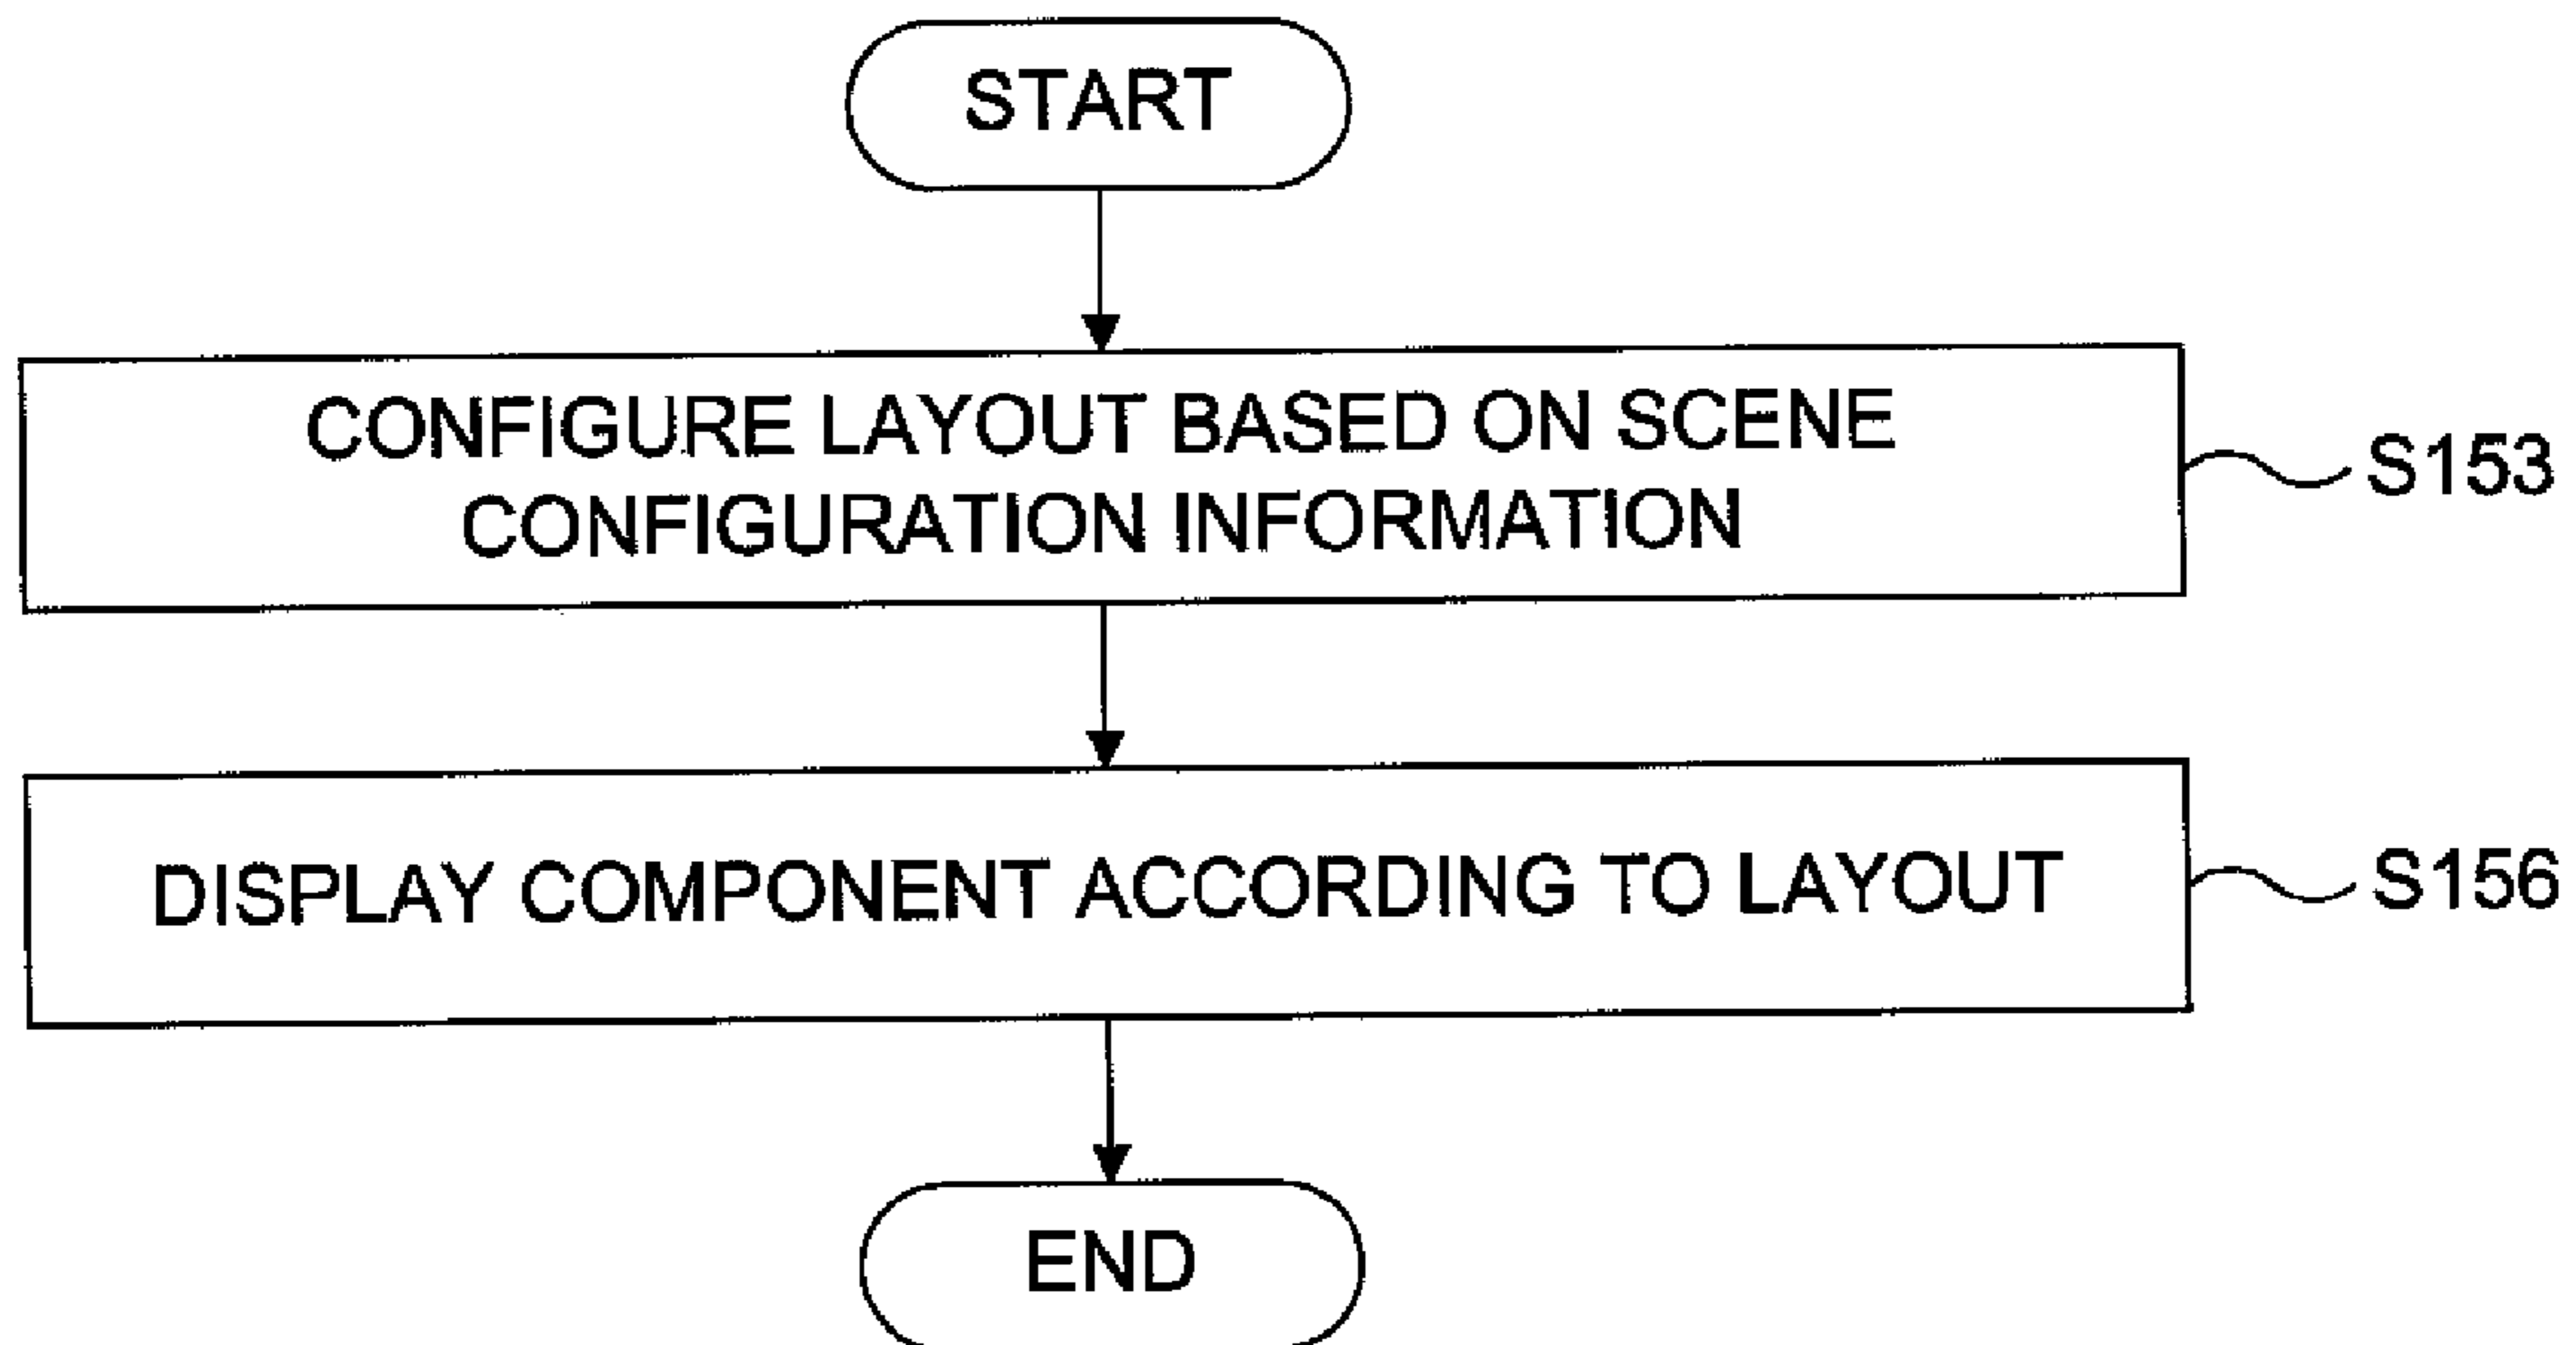 START
CONFIGURE LAYOUT BASED ON SCENE
CONFIGURATION INFORMATION
S153
DISPLAY COMPONENT ACCORDING TO LAYOUT
S156
END